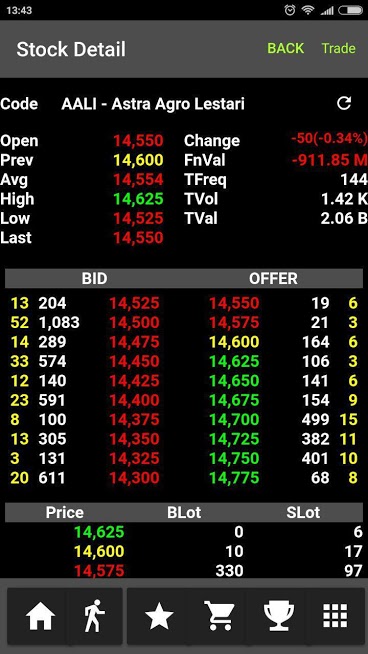 13:43
Stock Detail BACK Trade
Code AALI - Astra Agro Lestari
Open 14,550 Change -50(-0.34%)
Prev 14,600 FnVal -911.85 M
Avg 14,554 TFreq 144
High 14,625 TVol 1.42 K
Low 14,525 TVal 2.06 B
Last 14,550
BID OFFER
13 204 14,525 14,550 19 6
52 1,083 14,500 14,575 21 3
14 289 14,475 14,600 164 6
33 574 14,450 14,625 106 3
12 140 14,425 14,650 141 6
23 591 14,400 14,675 154 9
8 100 14,375 14,700 499 15
13 305 14,350 14,725 382 11
3 131 14,325 14,750 401 10
20 611 14,300 14,775 68 8
Price BLot SLot
14,625 0 6
14,600 10 17
14,575 330 97